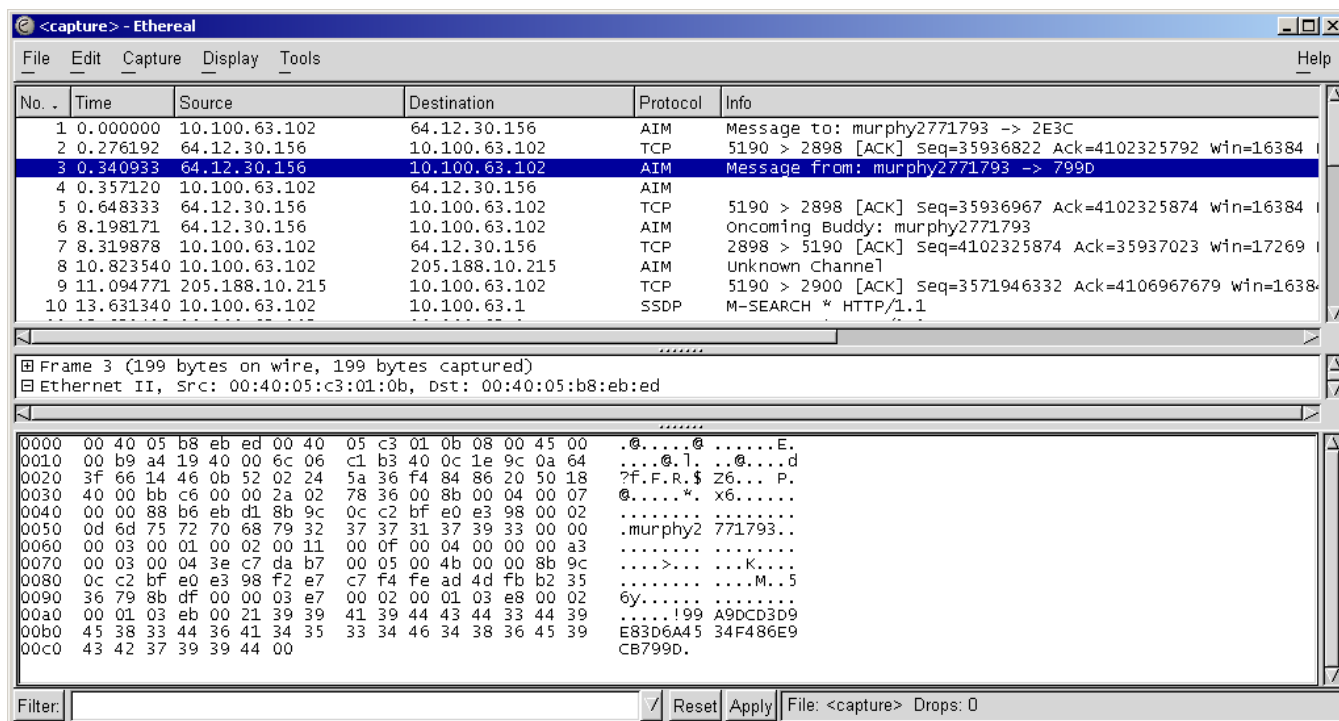 <capture> - Ethereal
File Edit Capture Display Tools Help
No. Time Source Destination Protocol Info
1 0.000000 10.100.63.102 64.12.30.156 AIM Message to: murphy2771793 -> 2E3C
2 0.276192 64.12.30.156 10.100.63.102 TCP 5190 > 2898 [ACK] Seq=35936822 Ack=4102325792 Win=16384
3 0.340933 64.12.30.156 10.100.63.102 AIM Message from: murphy2771793 -> 799D
4 0.357120 10.100.63.102 64.12.30.156 AIM
5 0.648333 64.12.30.156 10.100.63.102 TCP 5190 > 2898 [ACK] Seq=35936967 Ack=4102325874 Win=16384
6 8.198171 64.12.30.156 10.100.63.102 AIM Oncoming Buddy: murphy2771793
7 8.319878 10.100.63.102 64.12.30.156 TCP 2898 > 5190 [ACK] Seq=4102325874 Ack=35937023 Win=17269
8 10.823540 10.100.63.102 205.188.10.215 AIM Unknown Channel
9 11.094771 205.188.10.215 10.100.63.102 TCP 5190 > 2900 [ACK] Seq=3571946332 Ack=4106967679 Win=1638
10 13.631340 10.100.63.102 10.100.63.1 SSDP M-SEARCH * HTTP/1.1
Frame 3 (199 bytes on wire, 199 bytes captured)
Ethernet II, Src: 00:40:05:c3:01:0b, Dst: 00:40:05:b8:eb:ed
0000 00 40 05 b8 eb ed 00 40 05 c3 01 0b 08 00 45 00 .@.....@ ......E.
0010 00 b9 a4 19 40 00 6c 06 c1 b3 40 0c 1e 9c 0a 64 ....@.l. ..@....d
0020 3f 66 14 46 0b 52 02 24 5a 36 f4 84 86 20 50 18 ?f.F.R.$ Z6... P.
0030 40 00 bb c6 00 00 2a 02 78 36 00 8b 00 04 00 07 @.....*. x6......
0040 00 00 88 b6 eb d1 8b 9c 0c c2 bf e0 e3 98 00 02 ........ ........
0050 0d 6d 75 72 70 68 79 32 37 37 31 37 39 33 00 00 .murphy2 771793..
0060 00 03 00 01 00 02 00 11 00 0f 00 04 00 00 00 a3 ........ ........
0070 00 03 00 04 3e c7 da b7 00 05 00 4b 00 00 8b 9c ....>... ...K....
0080 0c c2 bf e0 e3 98 f2 e7 c7 f4 fe ad 4d fb b2 35 ........ ....M..5
0090 36 79 8b df 00 00 03 e7 00 02 00 01 03 e8 00 02 6y...... ........
00a0 00 01 03 eb 00 21 39 39 41 39 44 43 44 33 44 39 .....!99 A9DCD3D9
00b0 45 38 33 44 36 41 34 35 33 34 46 34 38 36 45 39 E83D6A45 34F486E9
00c0 43 42 37 39 39 44 00 CB799D.
Filter: Reset Apply File: <capture> Drops: 0